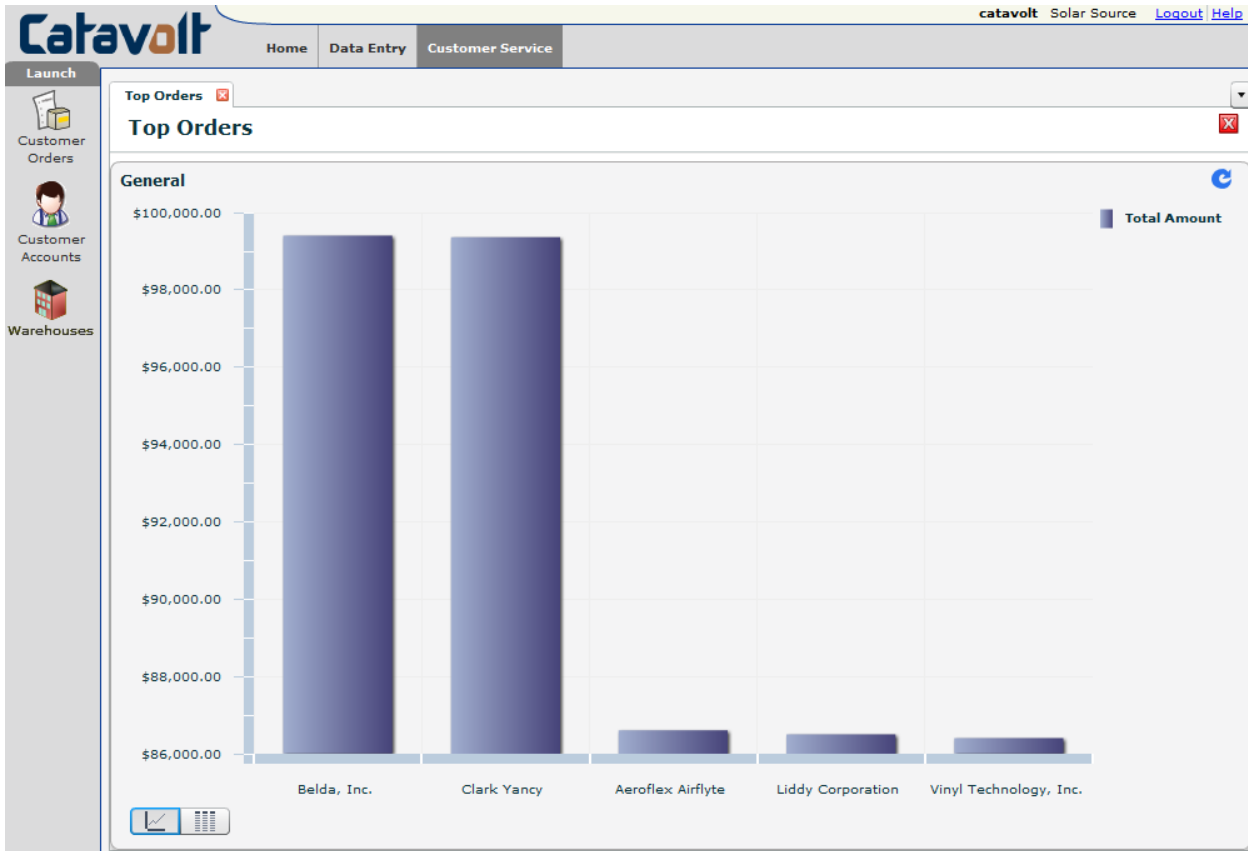 catavolt Solar Source Logout Help
Catavolt
Home Data Entry Customer Service
Launch
Customer
Orders
Customer
Accounts
Warehouses
Top Orders
Top Orders
General
Total Amount
$100,000.00
$98,000.00
$96,000.00
$94,000.00
$92,000.00
$90,000.00
$88,000.00
$86,000.00
Belda, Inc. Clark Yancy Aeroflex Airflyte Liddy Corporation Vinyl Technology, Inc.